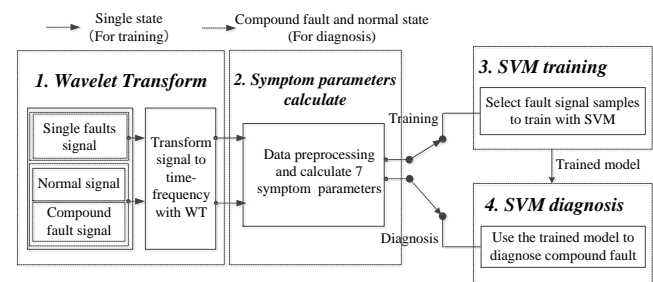 Single state
（For training）
Compound fault and normal state
(For diagnosis)
1. Wavelet Transform
Single faults
signal
Normal signal
Compound
fault signal
Transform
signal to
time-
frequency
with WT
2. Symptom parameters
calculate
Data preprocessing
and calculate 7
symptom parameters
Training
Diagnosis
3. SVM training
Select fault signal samples
to train with SVM
Trained model
4. SVM diagnosis
Use the trained model to
diagnose compound fault